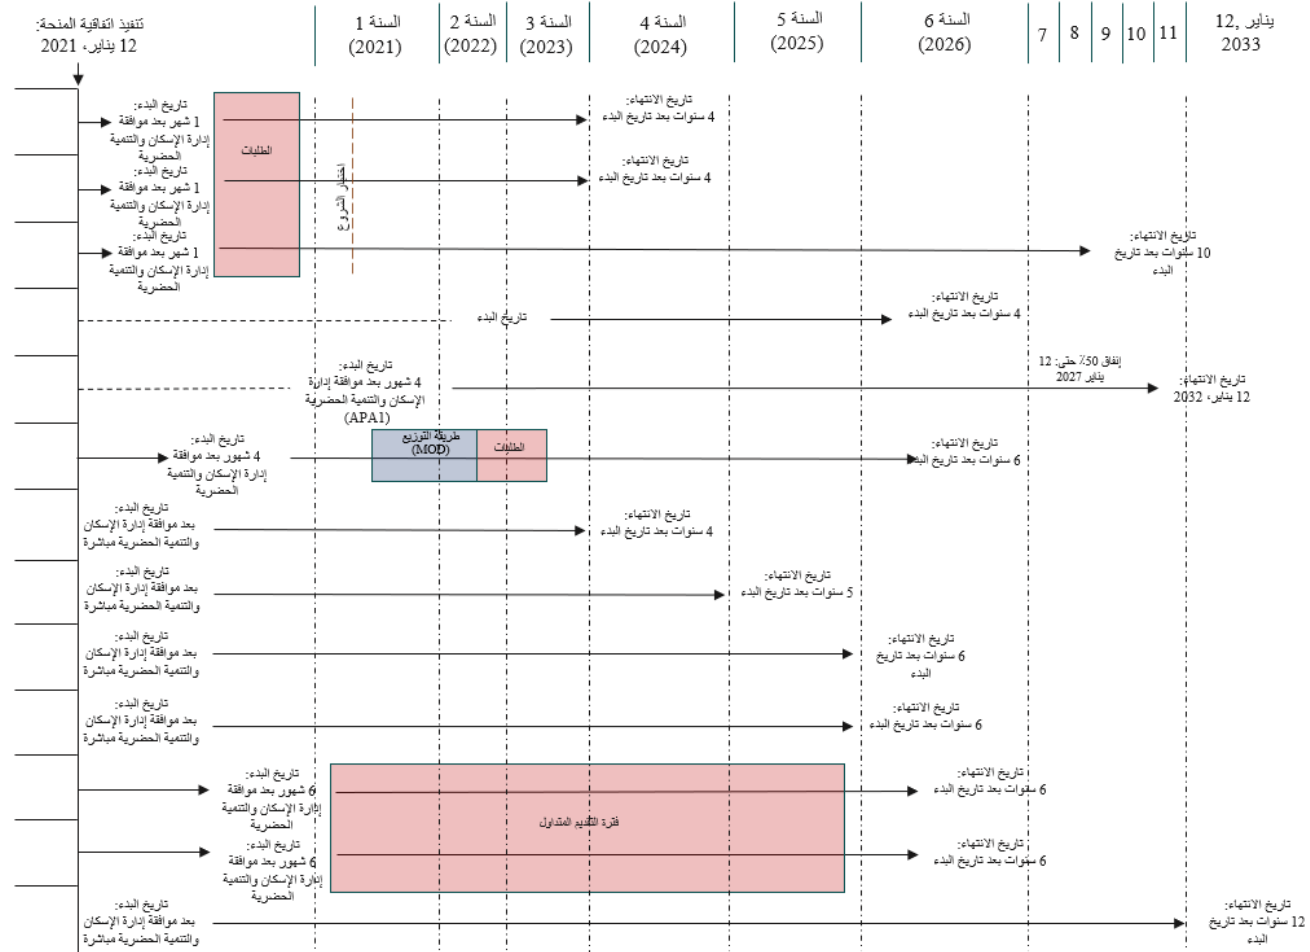 تنفيذ اتفاقية المنحة:
12 يناير، 2021
السنة 1
(2021)
السنة 2
(2022)
السنة 3
(2023)
السنة 4
(2024)
السنة 5
(2025)
السنة 6
(2026)
7
8
9
10
11
يناير ,12
2033
تاريخ البدء:
1 شهر بعد موافقة
إدارة الإسكان والتنمية
الحضرية
الطلبات
اختيار الشروع
تاريخ الانتهاء:
4 سنوات بعد تاريخ البدء
تاريخ البدء:
1 شهر بعد موافقة
إدارة الإسكان والتنمية
الحضرية
تاريخ الانتهاء:
4 سنوات بعد تاريخ البدء
تاريخ البدء:
1 شهر بعد موافقة
إدارة الإسكان والتنمية
الحضرية
تاريخ الانتهاء:
10 سنوات بعد تاريخ
البدء
تاريخ البدء
تاريخ الانتهاء:
4 سنوات بعد تاريخ البدء
تاريخ البدء:
4 شهور بعد موافقة إدارة
الإسكان والتنمية الحضرية
(APA1)
إنفاق 50٪ حتى: 12
يناير 2027
تاريخ الانتهاء:
12 يناير، 2032
تاريخ البدء:
4 شهور بعد موافقة
إدارة الإسكان والتنمية
الحضرية
طريقة التوزيع
(MOD)
الطلبات
تاريخ الانتهاء:
6 سنوات بعد تاريخ البدء
تاريخ البدء:
بعد موافقة إدارة الإسكان
والتنمية الحضرية مباشرة
تاريخ الانتهاء:
4 سنوات بعد تاريخ البدء
تاريخ البدء:
بعد موافقة إدارة الإسكان
والتنمية الحضرية مباشرة
تاريخ الانتهاء:
5 سنوات بعد تاريخ البدء
تاريخ البدء:
بعد موافقة إدارة الإسكان
والتنمية الحضرية مباشرة
تاريخ الانتهاء:
6 سنوات بعد تاريخ
البدء
تاريخ البدء:
بعد موافقة إدارة الإسكان
والتنمية الحضرية مباشرة
تاريخ الانتهاء:
6 سنوات بعد تاريخ البدء
تاريخ البدء:
6 شهور بعد موافقة
إدارة الإسكان والتنمية
الحضرية
فترة التقديم المتداول
تاريخ الانتهاء:
6 سنوات بعد تاريخ البدء
تاريخ البدء:
6 شهور بعد موافقة
إدارة الإسكان والتنمية
الحضرية
تاريخ الانتهاء:
6 سنوات بعد تاريخ البدء
تاريخ البدء:
بعد موافقة إدارة الإسكان
والتنمية الحضرية مباشرة
تاريخ الانتهاء:
12 سنوات بعد تاريخ
البدء